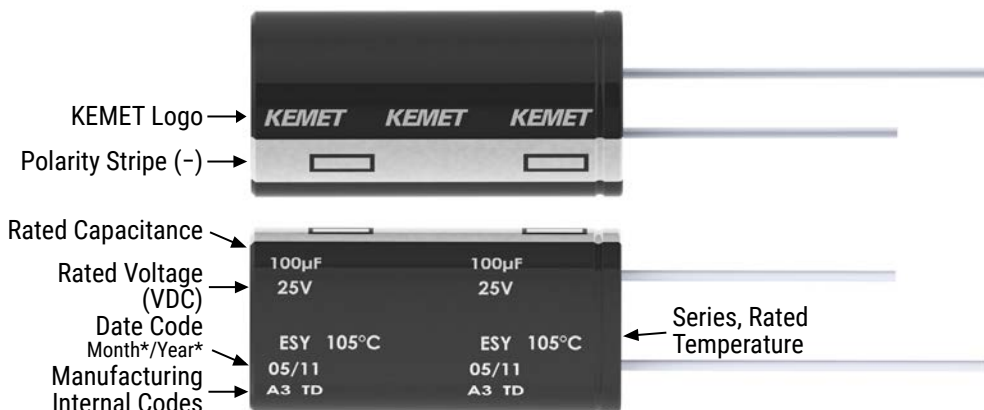 KEMET Logo
KEMET KEMET KEMET
Polarity Stripe (−)
Rated Capacitance
100µF 100µF
Rated Voltage
(VDC)
25V 25V
Date Code
Month*/Year*
ESY 105°C ESY 105°C
05/11 05/11
Manufacturing
Internal Codes
A3 TD A3 TD
Series, Rated
Temperature